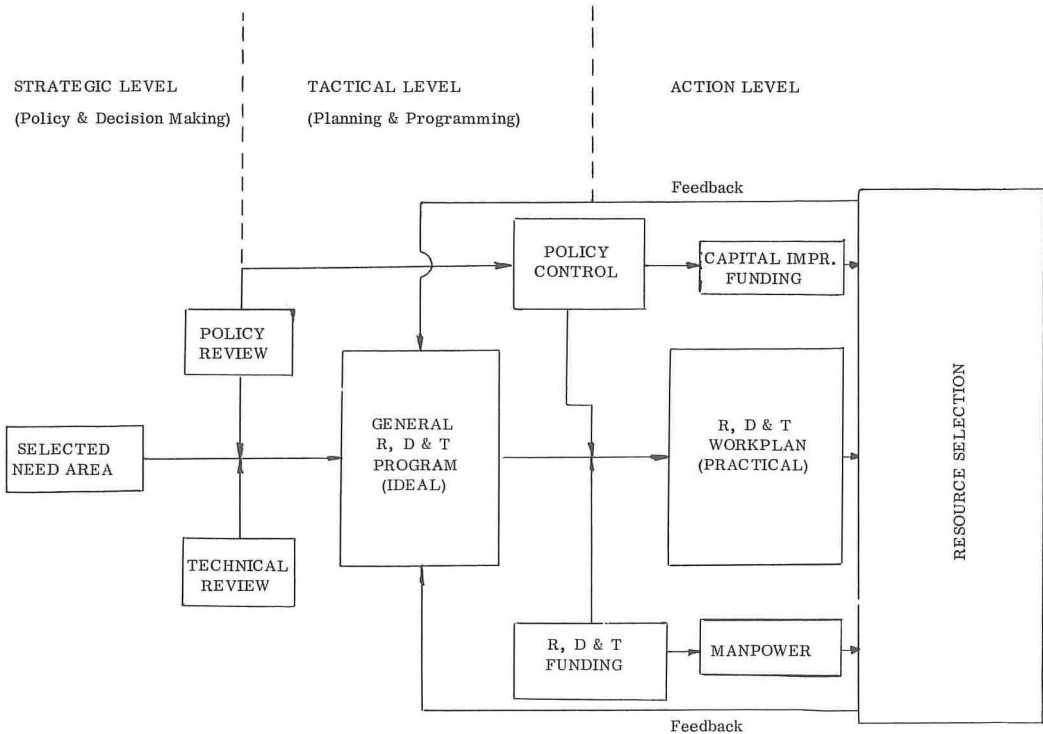 STRATEGIC LEVEL
(Policy & Decision Making)
TACTICAL LEVEL
(Planning & Programming)
ACTION LEVEL
Feedback
POLICY
CONTROL
CAPITAL IMPR.
FUNDING
POLICY
REVIEW
SELECTED
NEED AREA
GENERAL
R, D & T
PROGRAM
(IDEAL)
R, D & T
WORKPLAN
(PRACTICAL)
RESOURCE SELECTION
TECHNICAL
REVIEW
R, D & T
FUNDING
MANPOWER
Feedback